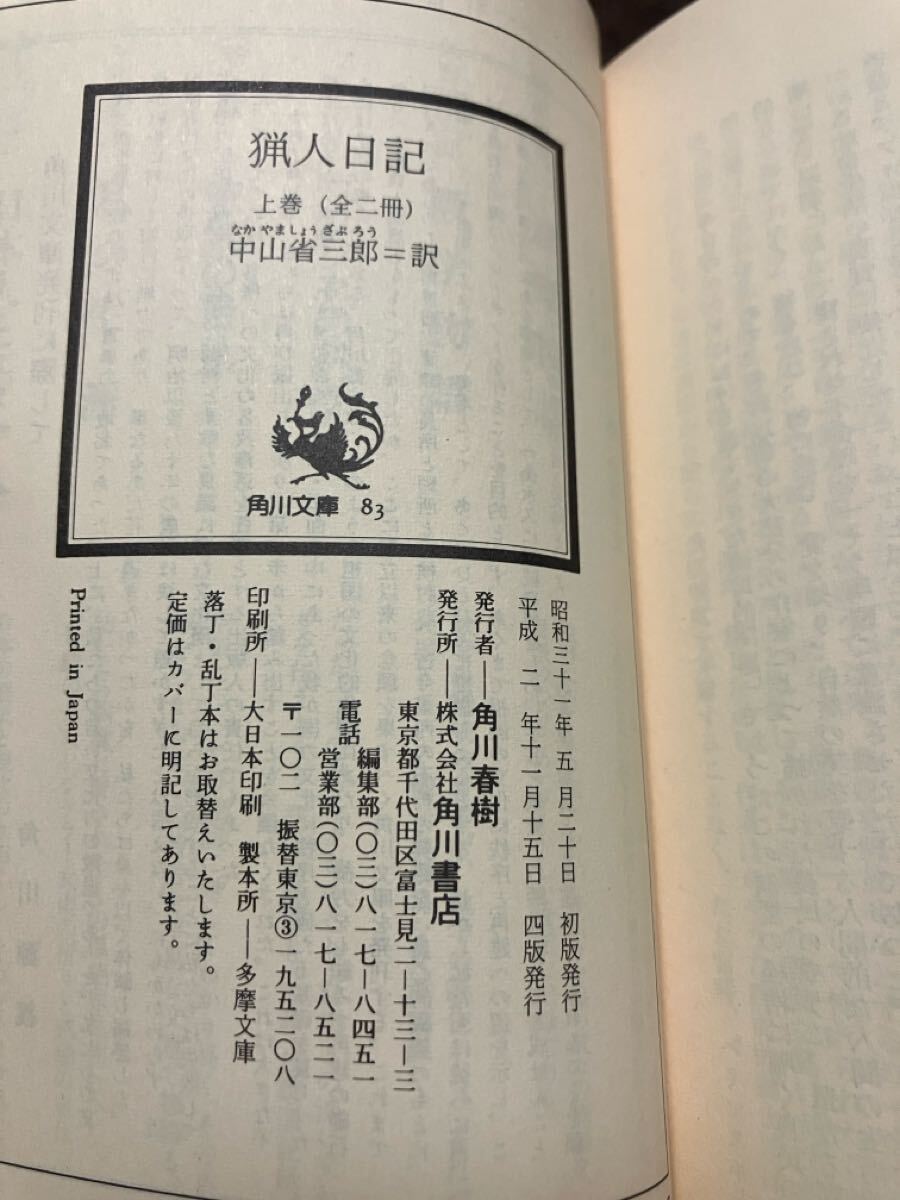 猟人日記
上巻（全二冊）
なかやましょうざぶろう
中山省三郎＝訳
角川文庫 83
昭和三十一年 五 月二十日 初版発行
平成 二 年十一月十五日 四版発行
発行者──角川春樹
発行所──株式会社角川書店
東京都千代田区富士見二―十三―三
電話 編集部(〇三)八一七―八四五一
営業部(〇三)八一七―八五二一
〒一〇二 振替東京③一九五二〇八
印刷所──大日本印刷 製本所──多摩文庫
落丁・乱丁本はお取替えいたします。
定価はカバーに明記してあります。
Printed in Japan